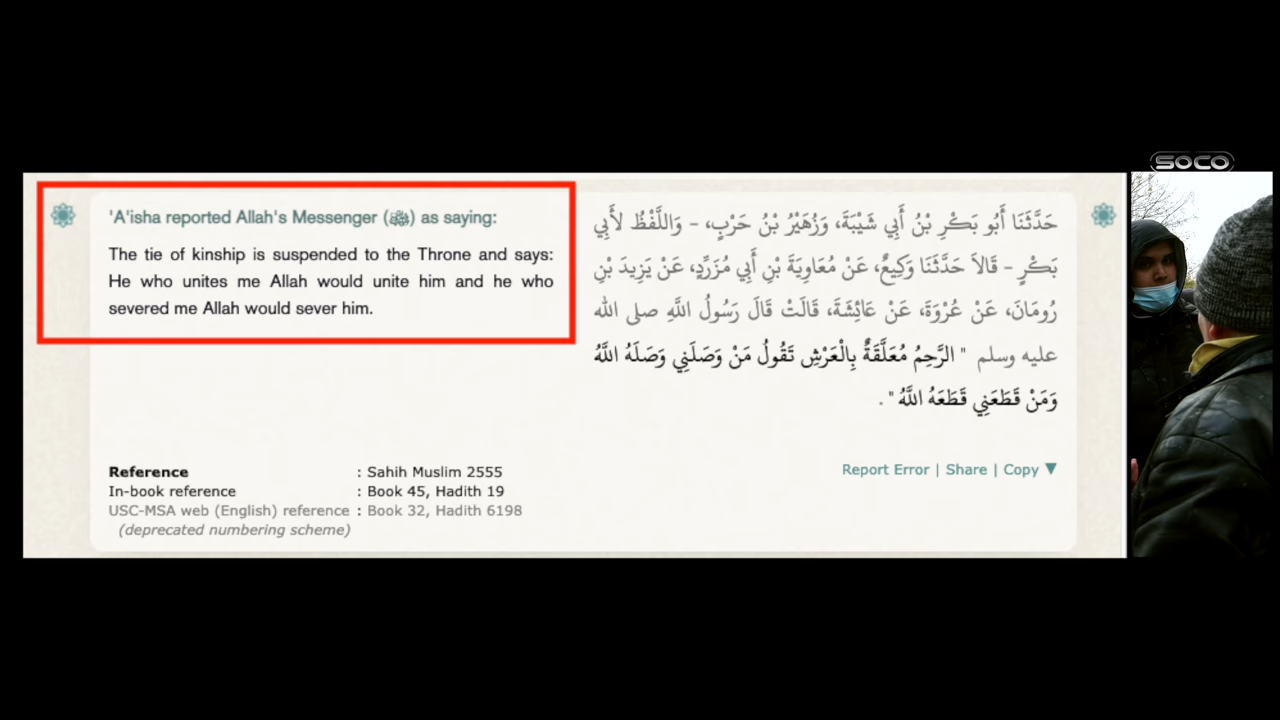 SOCO
'A'isha reported Allah's Messenger (ﷺ) as saying:
The tie of kinship is suspended to the Throne and says:
He who unites me Allah would unite him and he who
severed me Allah would sever him.
حَدَّثَنَا أَبُو بَكْرِ بْنُ أَبِي شَيْبَةَ، وَزُهَيْرُ بْنُ حَرْبٍ، - وَاللَّفْظُ لأَبِي
بَكْرٍ - قَالاَ حَدَّثَنَا وَكِيعٌ، عَنْ مُعَاوِيَةَ بْنِ أَبِي مُزَرِّدٍ، عَنْ يَزِيدَ بْنِ
رُومَانَ، عَنْ عُرْوَةَ، عَنْ عَائِشَةَ، قَالَتْ قَالَ رَسُولُ اللَّهِ صلى الله
عليه وسلم " الرَّحِمُ مُعَلَّقَةٌ بِالْعَرْشِ تَقُولُ مَنْ وَصَلَنِي وَصَلَهُ اللَّهُ
وَمَنْ قَطَعَنِي قَطَعَهُ اللَّهُ " .
Reference : Sahih Muslim 2555
In-book reference : Book 45, Hadith 19
USC-MSA web (English) reference : Book 32, Hadith 6198
(deprecated numbering scheme)
Report Error | Share | Copy ▼